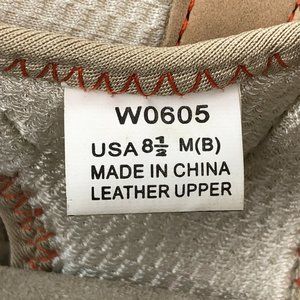 W0605
USA 8½ M(B)
MADE IN CHINA
LEATHER UPPER